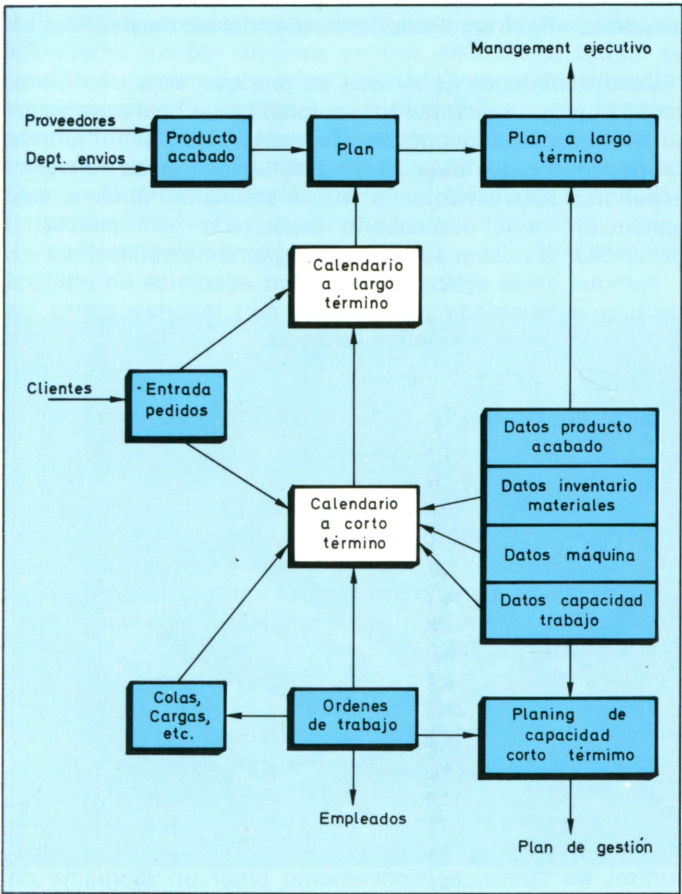 Management ejecutivo
Proveedores
Dept. envios
Producto
acabado
Plan
Plan a largo
término
Calendario
a largo
término
Clientes
Entrada
pedidos
Datos producto
acabado
Datos inventario
materiales
Datos máquina
Datos capacidad
trabajo
Calendario
a corto
término
Colas,
Cargas,
etc.
Ordenes
de trabajo
Planing de
capacidad
corto térmimo
Empleados
Plan de gestión